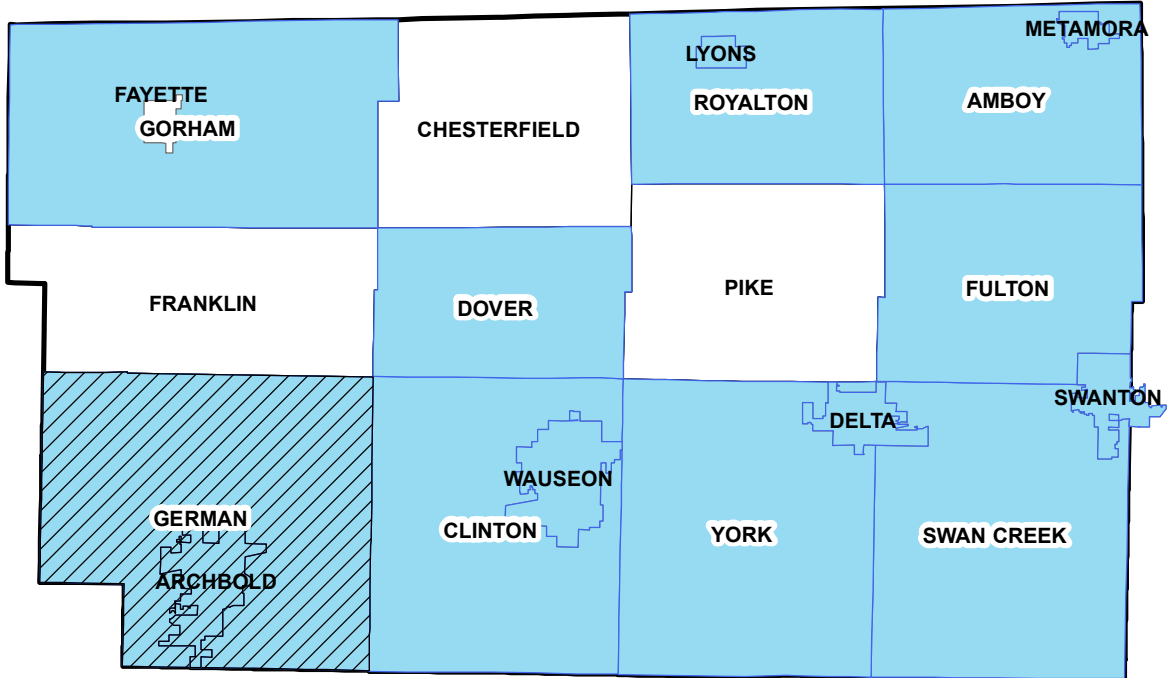 METAMORA
LYONS
FAYETTE
ROYALTON
AMBOY
GORHAM
CHESTERFIELD
FRANKLIN
DOVER
PIKE
FULTON
SWANTON
DELTA
WAUSEON
GERMAN
CLINTON
YORK
SWAN CREEK
ARCHBOLD